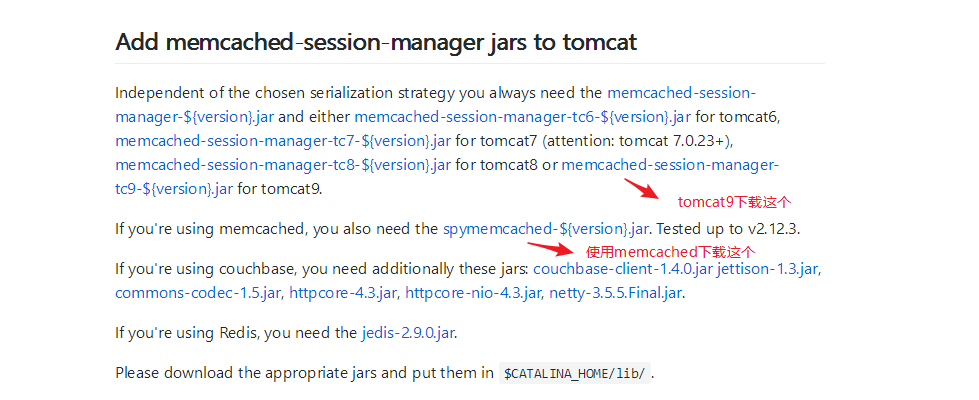 Add memcached-session-manager jars to tomcat
Independent of the chosen serialization strategy you always need the memcached-session-
manager-${version}.jar and either memcached-session-manager-tc6-${version}.jar for tomcat6,
memcached-session-manager-tc7-${version}.jar for tomcat7 (attention: tomcat 7.0.23+),
memcached-session-manager-tc8-${version}.jar for tomcat8 or memcached-session-manager-
tc9-${version}.jar for tomcat9.
tomcat9下载这个
If you're using memcached, you also need the spymemcached-${version}.jar. Tested up to v2.12.3.
使用memcached下载这个
If you're using couchbase, you need additionally these jars: couchbase-client-1.4.0.jar jettison-1.3.jar,
commons-codec-1.5.jar, httpcore-4.3.jar, httpcore-nio-4.3.jar, netty-3.5.5.Final.jar.
If you're using Redis, you need the jedis-2.9.0.jar.
Please download the appropriate jars and put them in $CATALINA_HOME/lib/.